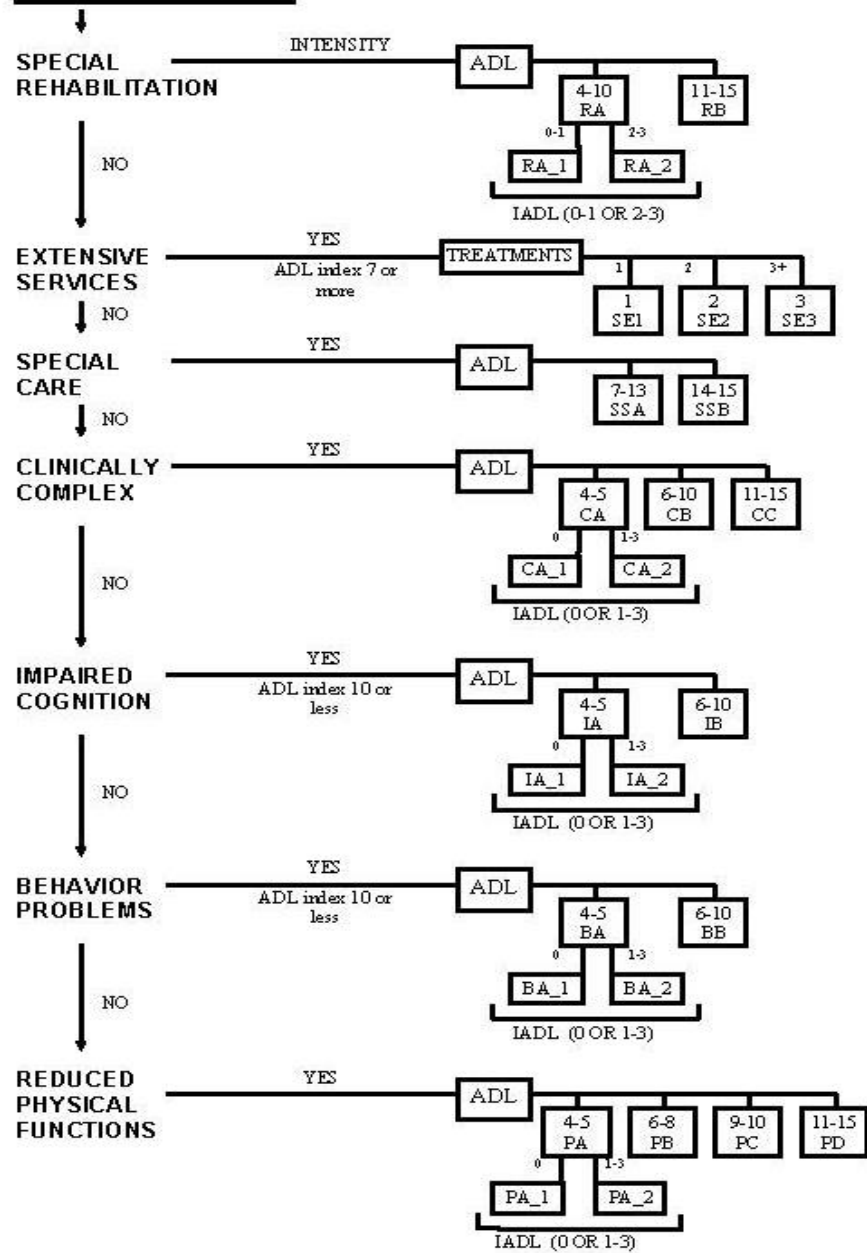 INTENSITY
SPECIAL
REHABILITATION
ADL
4-10
RA
11-15
RB
0-1
2-3
NO
RA_1
RA_2
IADL (0-1 OR 2-3)
YES
EXTENSIVE
SERVICES
ADL index 7 or
more
TREATMENTS
1
2
3+
1
SE1
2
SE2
3
SE3
NO
YES
SPECIAL
CARE
ADL
7-13
SSA
14-15
SSB
NO
YES
CLINICALLY
COMPLEX
ADL
4-5
CA
6-10
CB
11-15
CC
0
1-3
CA_1
CA_2
NO
IADL (0 OR 1-3)
YES
IMPAIRED
COGNITION
ADL index 10 or
less
ADL
4-5
IA
6-10
IB
0
1-3
IA_1
IA_2
NO
IADL (0 OR 1-3)
YES
BEHAVIOR
PROBLEMS
ADL index 10 or
less
ADL
4-5
BA
6-10
BB
0
1-3
BA_1
BA_2
NO
IADL (0 OR 1-3)
REDUCED
PHYSICAL
FUNCTIONS
YES
ADL
4-5
PA
6-8
PB
9-10
PC
11-15
PD
0
1-3
PA_1
PA_2
IADL (0 OR 1-3)